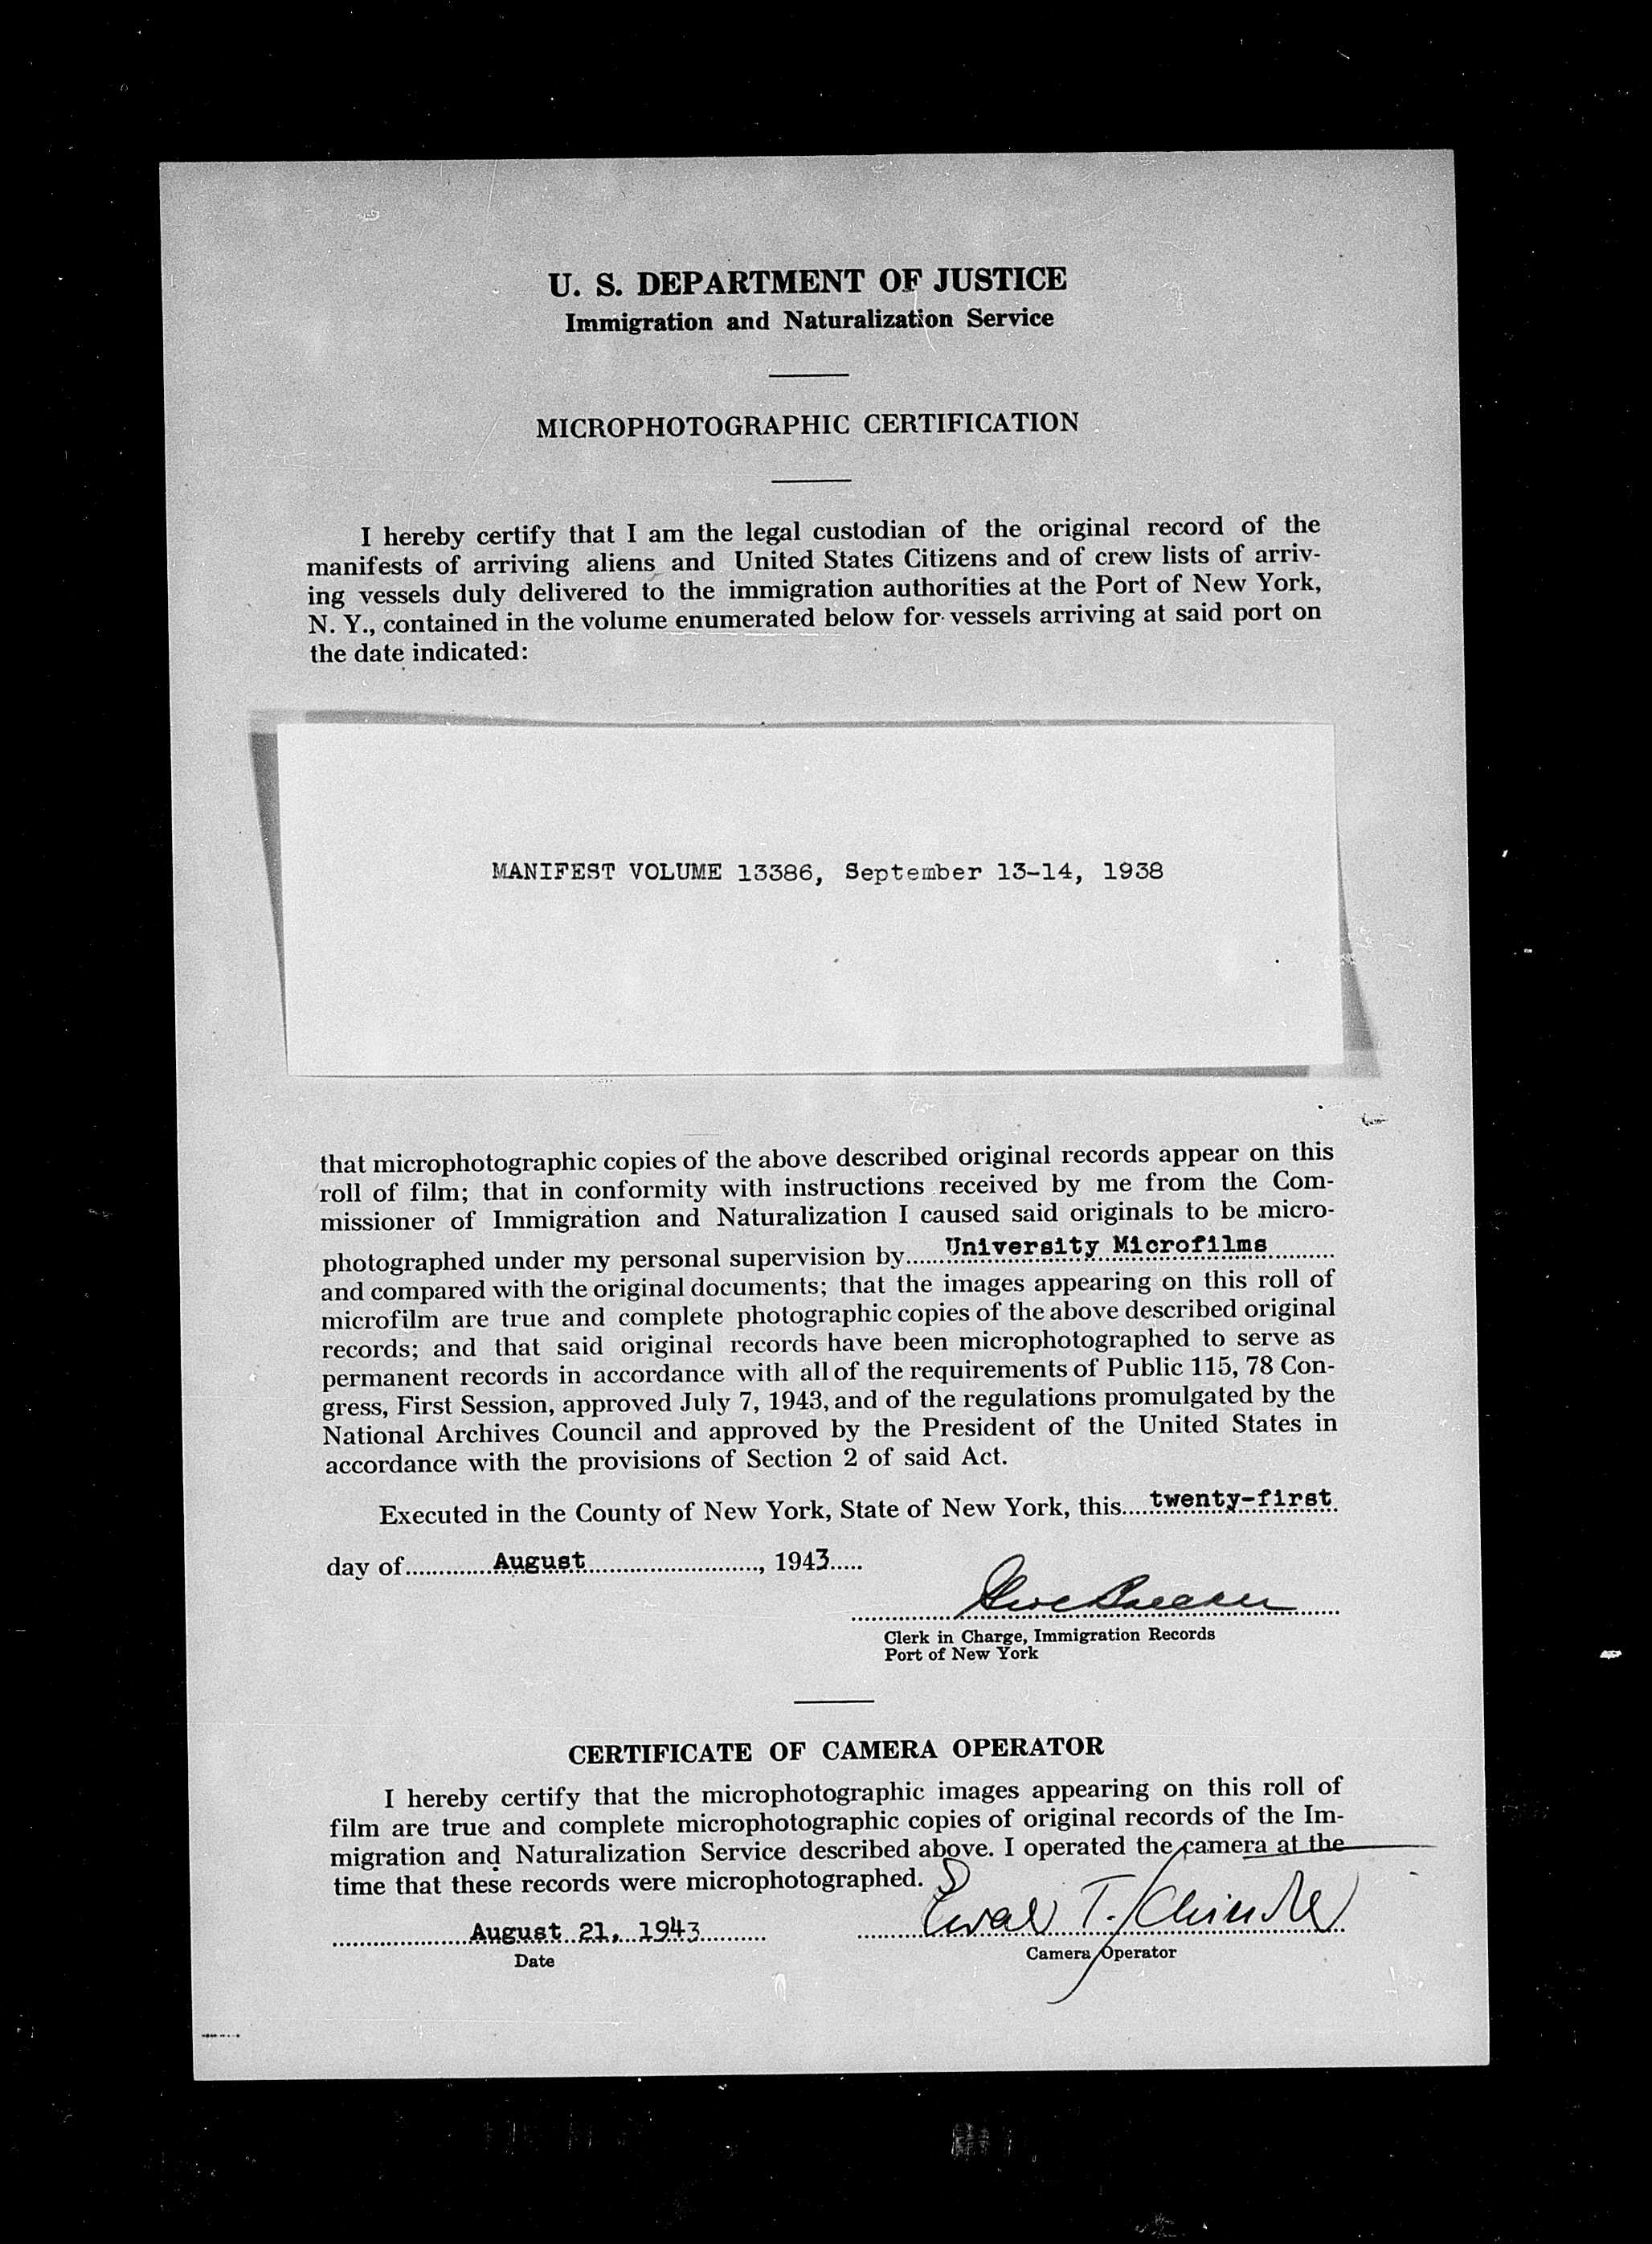 U. S. DEPARTMENT OF JUSTICE
Immigration and Naturalization Service
MICROPHOTOGRAPHIC CERTIFICATION
I hereby certify that I am the legal custodian of the original record of the
manifests of arriving aliens and United States Citizens and of crew lists of arriv-
ing vessels duly delivered to the immigration authorities at the Port of New York,
N. Y., contained in the volume enumerated below for vessels arriving at said port on
the date indicated:
MANIFEST VOLUME 13386, September 13-14, 1938
that microphotographic copies of the above described original records appear on this
roll of film; that in conformity with instructions received by me from the Com-
missioner of Immigration and Naturalization I caused said originals to be micro-
photographed under my personal supervision by University Microfilms
and compared with the original documents; that the images appearing on this roll of
microfilm are true and complete photographic copies of the above described original
records; and that said original records have been microphotographed to serve as
permanent records in accordance with all of the requirements of Public 115, 78 Con-
gress, First Session, approved July 7, 1943, and of the regulations promulgated by the
National Archives Council and approved by the President of the United States in
accordance with the provisions of Section 2 of said Act.
Executed in the County of New York, State of New York, this twenty-first
day of August, 1943
Clerk in Charge, Immigration Records
Port of New York
CERTIFICATE OF CAMERA OPERATOR
I hereby certify that the microphotographic images appearing on this roll of
film are true and complete microphotographic copies of original records of the Im-
migration and Naturalization Service described above. I operated the camera at the
time that these records were microphotographed.
August 21, 1943
Date
Camera Operator